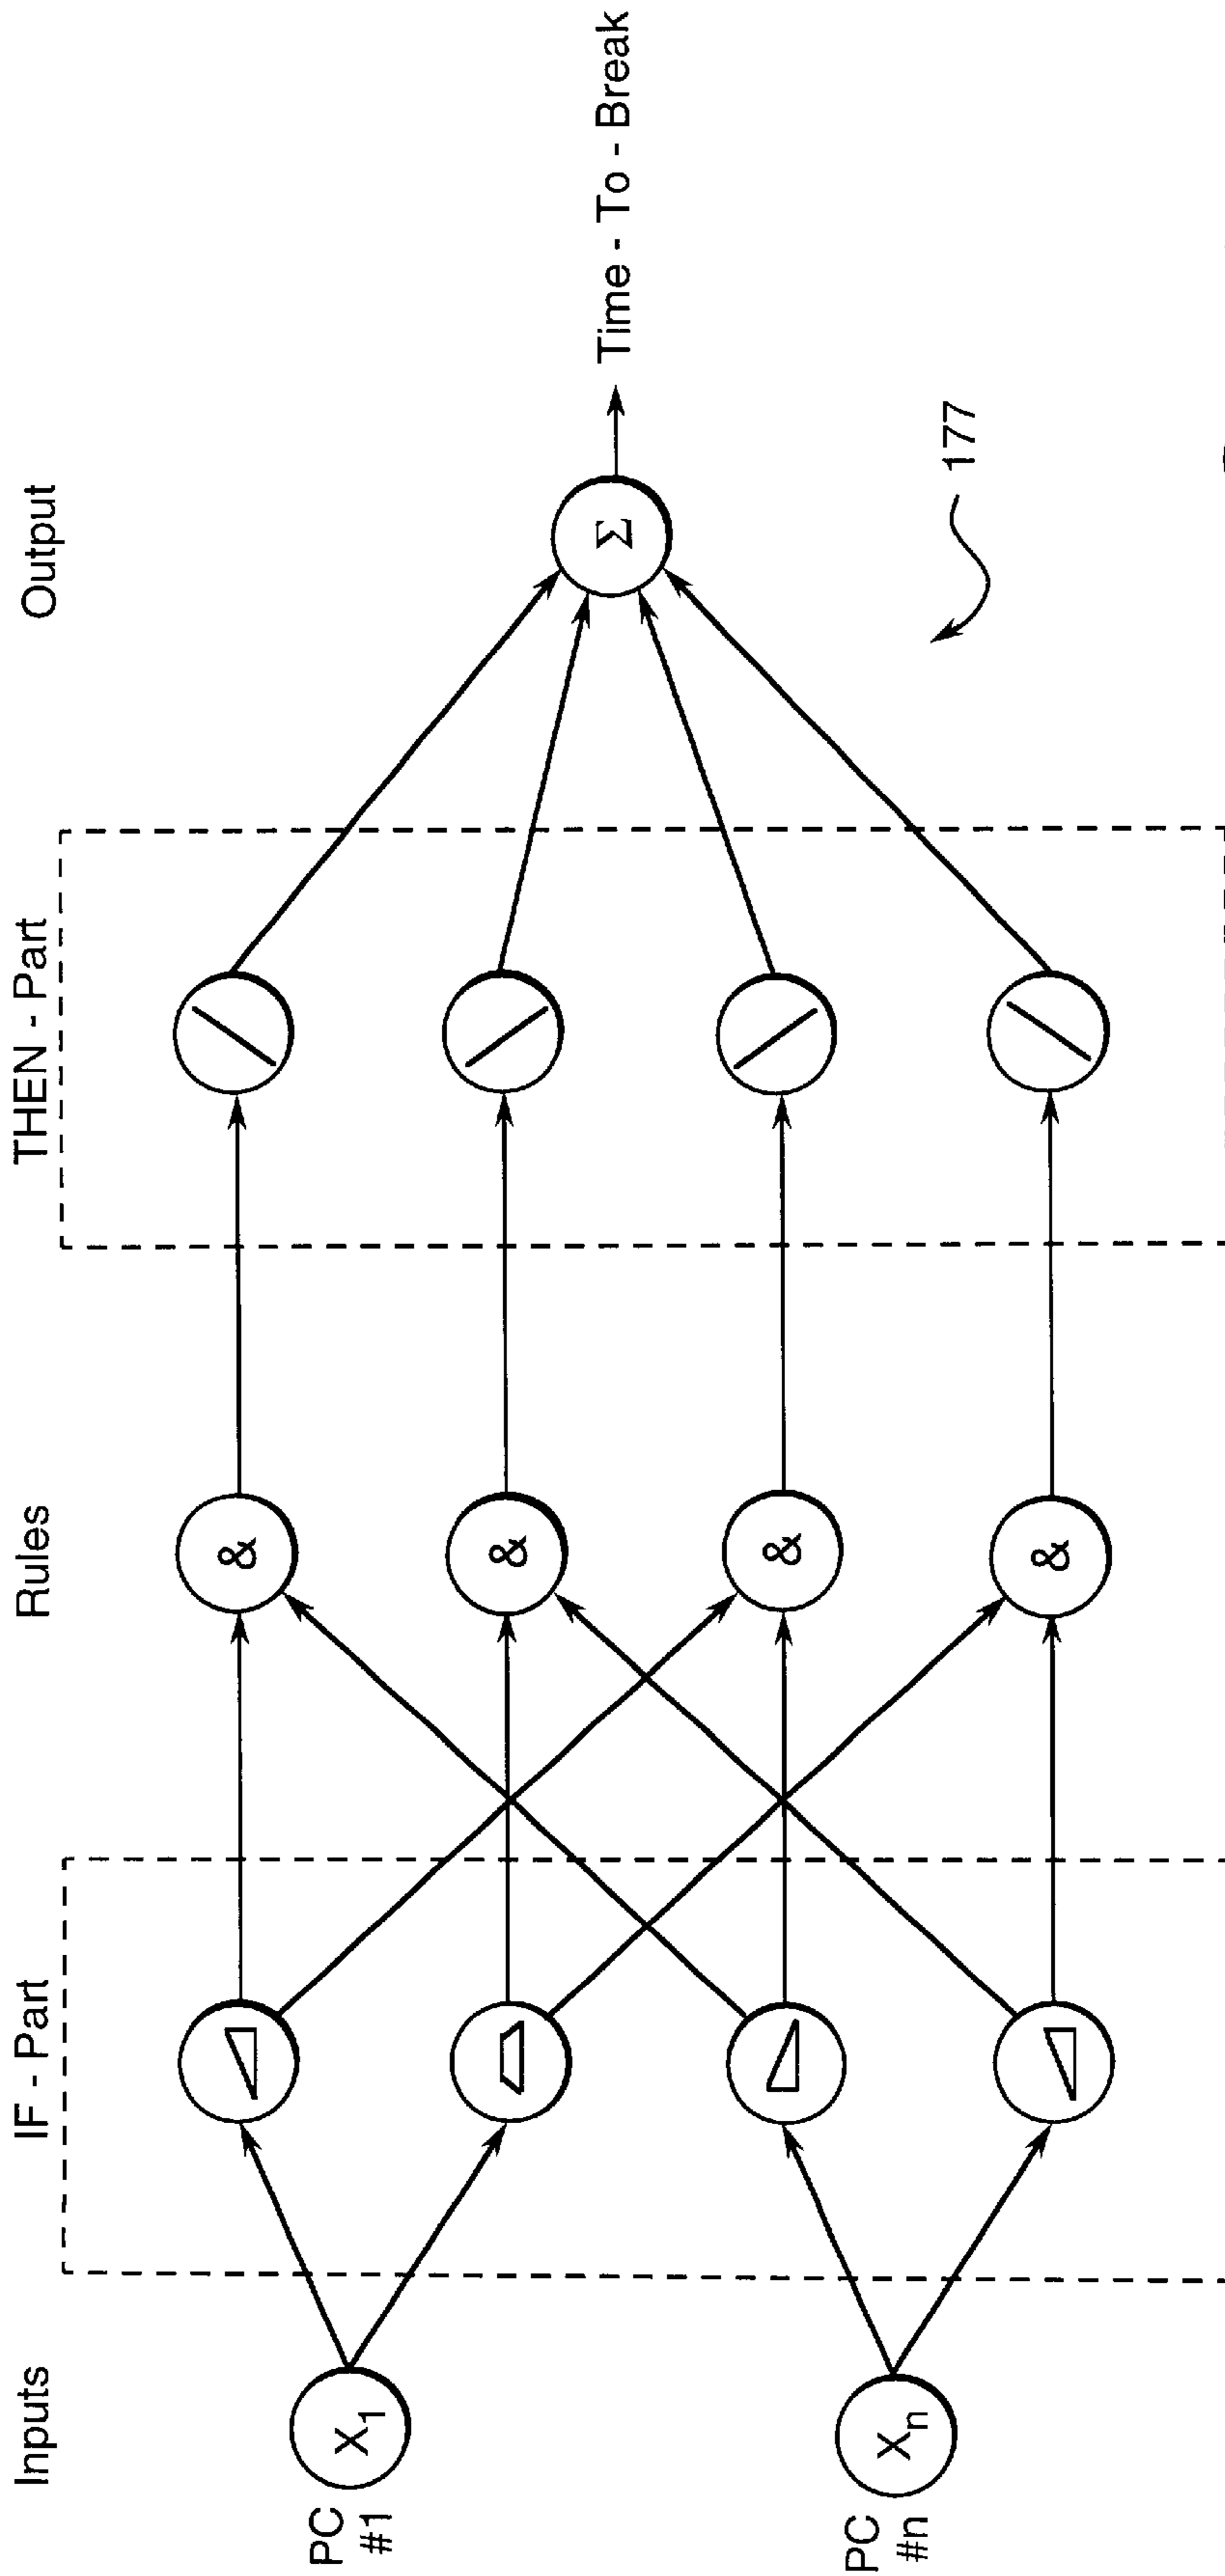 Inputs
IF - Part
Rules
THEN - Part
Output
PC
#1
X1
PC
#n
Xn
&
&
&
&
Σ
Time - To - Break
177